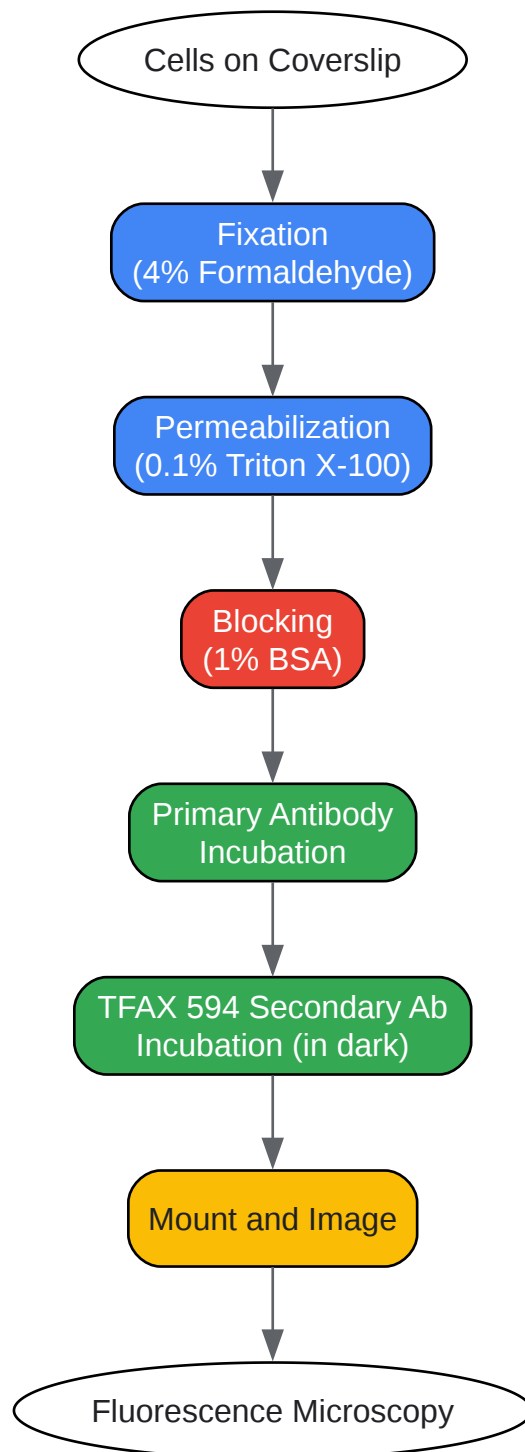 Cells on Coverslip
Fixation
(4% Formaldehyde)
Permeabilization
(0.1% Triton X-100)
Blocking
(1% BSA)
Primary Antibody
Incubation
TFAX 594 Secondary Ab
Incubation (in dark)
Mount and Image
Fluorescence Microscopy